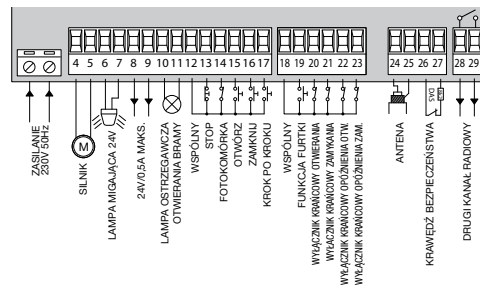 4 5 6 7 8 9 10 11 12 13 14 15 16 17 18 19 20 21 22 23 24 25 26 27 28 29
M
DAS
8k2
ZASILANIE
230V 50Hz
SILNIK
LAMPA MIGAJĄCA 24V
24V/0.5A MAKS.
LAMPA OSTRZEGAWCZA
OTWIERANIA BRAMY
WSPÓLNY
STOP
FOTOKOMÓRKA
OTWÓRZ
ZAMKNIJ
KROK PO KROKU
WSPÓLNY
FUNKCJA FURTKI
WYŁĄCZNIK KRAŃCOWY OTWIERANIA
WYŁĄCZNIK KRAŃCOWY ZAMYKANIA
WYŁĄCZNIK KRAŃCOWY OPÓŹNIENIA OTW.
WYŁĄCZNIK KRAŃCOWY OPÓŹNIENIA ZAM.
ANTENA
KRAWĘDŹ BEZPIECZEŃSTWA
DRUGI KANAŁ RADIOWY